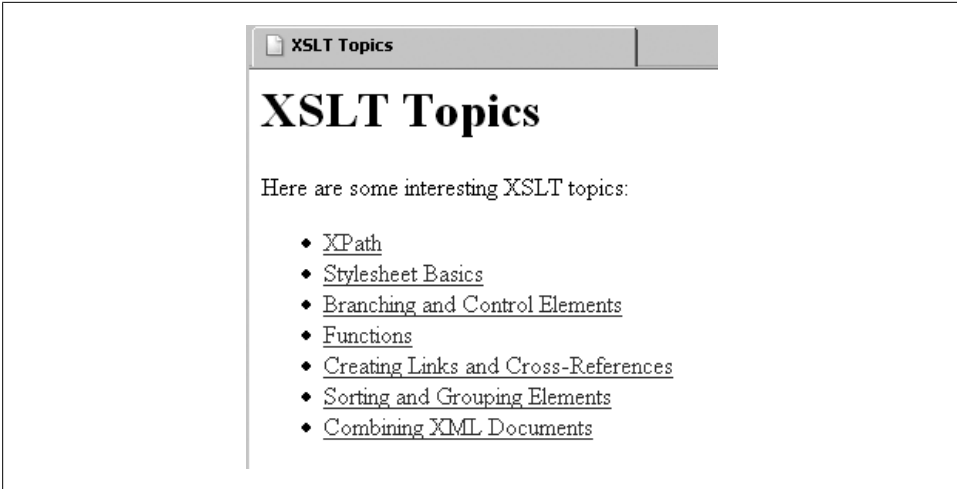 XSLT Topics
XSLT Topics
Here are some interesting XSLT topics:
• XPath
• Stylesheet Basics
• Branching and Control Elements
• Functions
• Creating Links and Cross-References
• Sorting and Grouping Elements
• Combining XML Documents